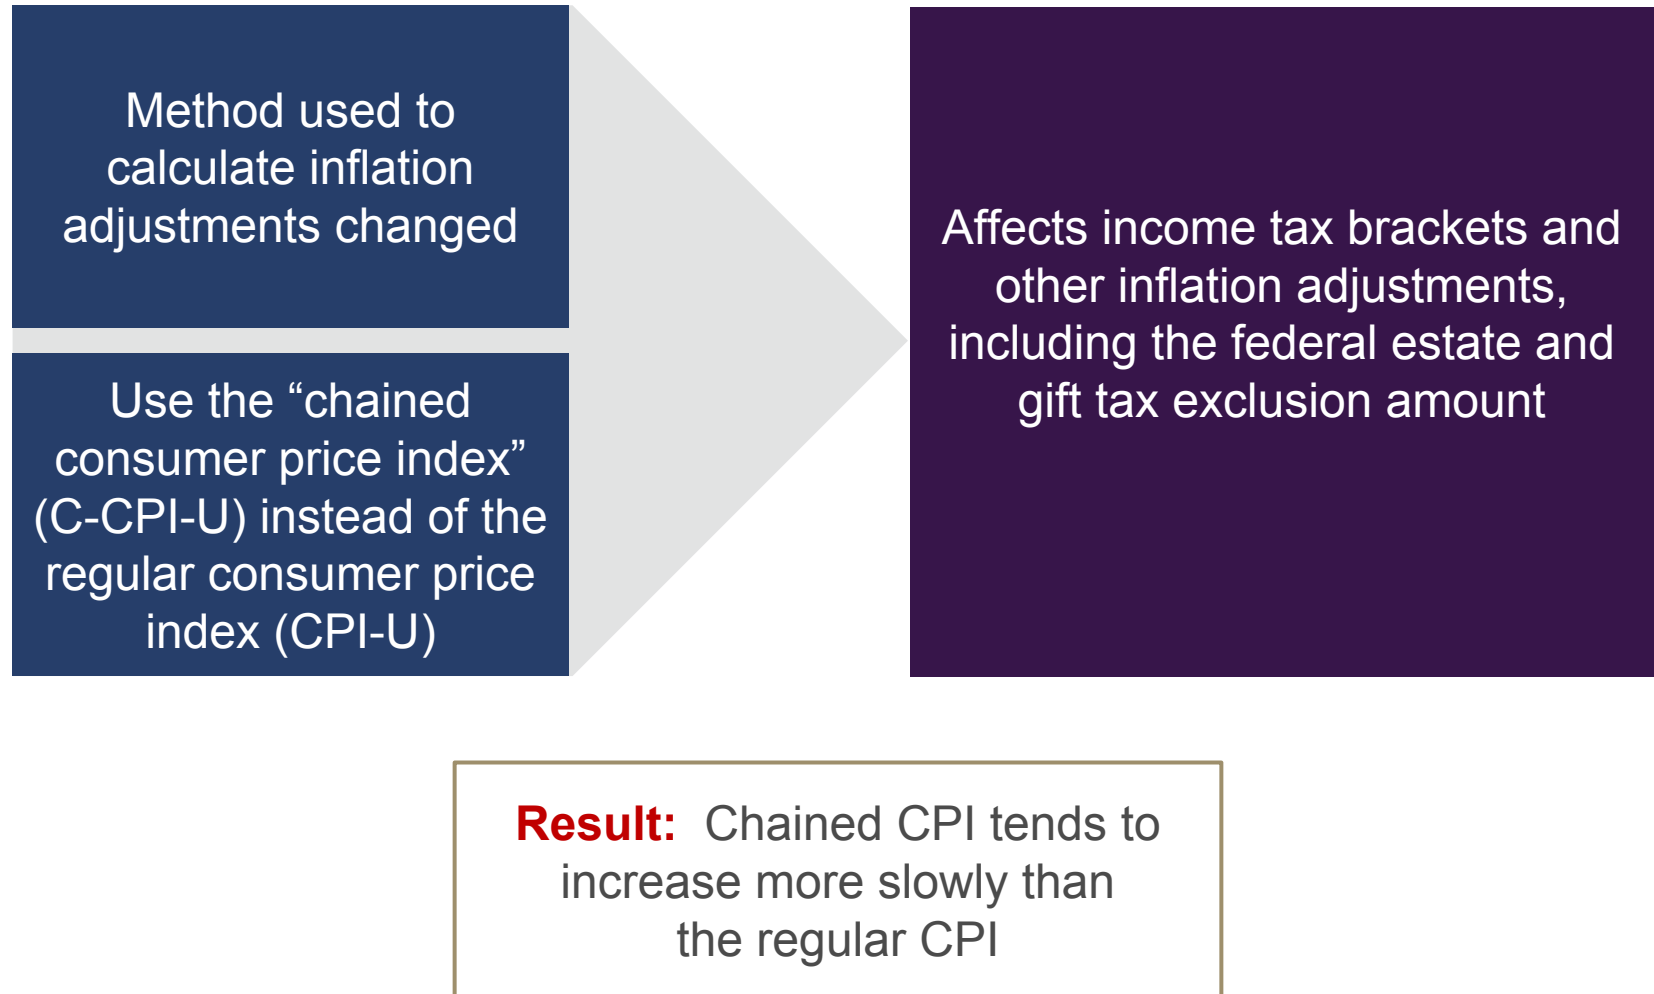 Method used to
calculate inflation
adjustments changed
Use the “chained
consumer price index”
(C-CPI-U) instead of the
regular consumer price
index (CPI-U)
Affects income tax brackets and
other inflation adjustments,
including the federal estate and
gift tax exclusion amount
Result: Chained CPI tends to
increase more slowly than
the regular CPI